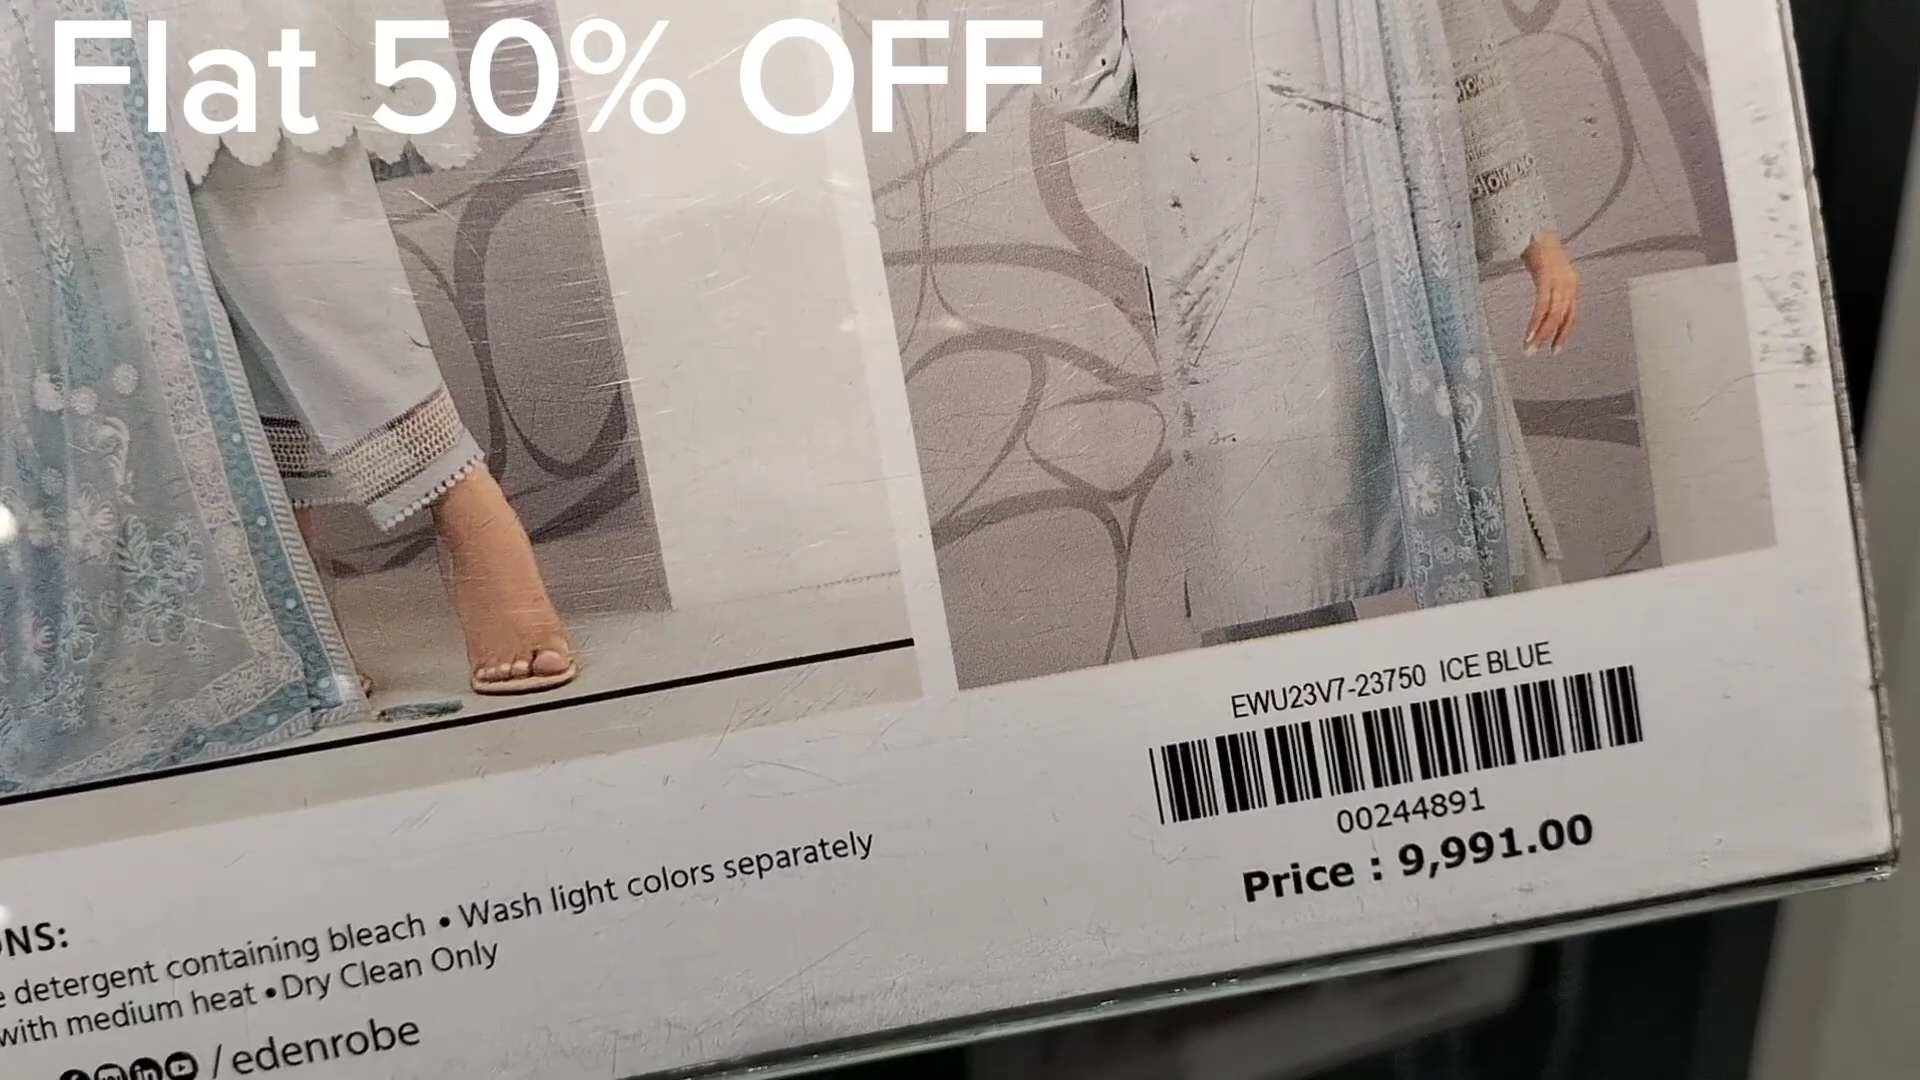 Flat 50% OFF
EWU23V7-23750 ICE BLUE
00244891
Price : 9,991.00
detergent containing bleach • Wash light colors separately
with medium heat • Dry Clean Only
/edenrobe